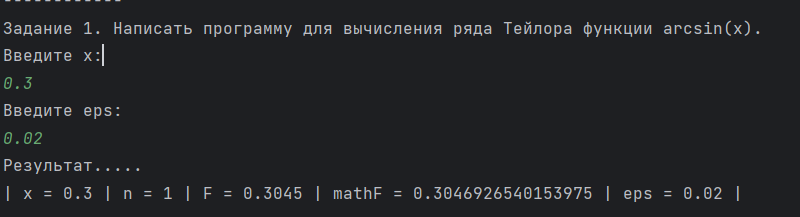 ------------
Задание 1. Написать программу для вычисления ряда Тейлора функции arcsin(x).
Введите x:
0.3
Введите eps:
0.02
Результат.....
| x = 0.3 | n = 1 | F = 0.3045 | mathF = 0.3046926540153975 | eps = 0.02 |